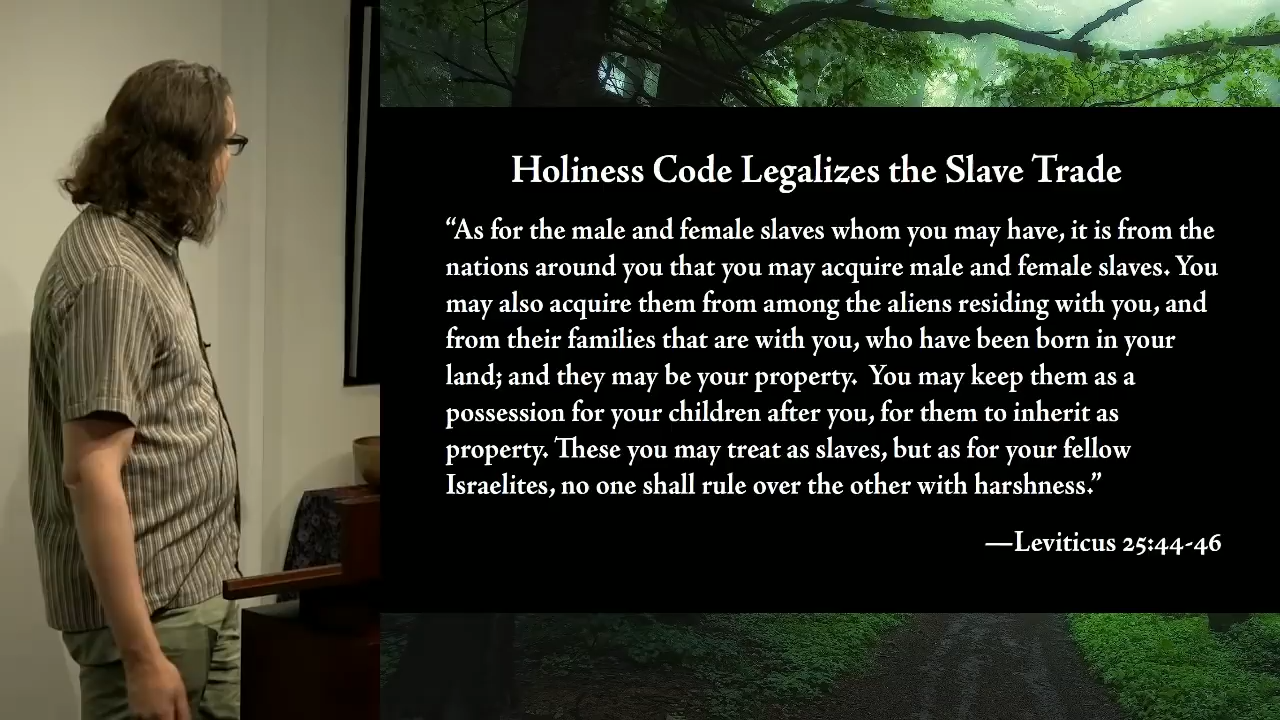 Holiness Code Legalizes the Slave Trade
“As for the male and female slaves whom you may have, it is from the
nations around you that you may acquire male and female slaves. You
may also acquire them from among the aliens residing with you, and
from their families that are with you, who have been born in your
land; and they may be your property.  You may keep them as a
possession for your children after you, for them to inherit as
property. These you may treat as slaves, but as for your fellow
Israelites, no one shall rule over the other with harshness.”
—Leviticus 25:44-46